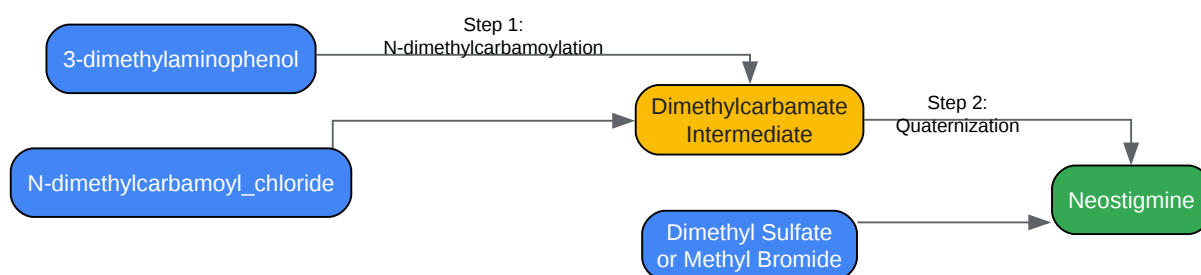 Step 1:
N-dimethylcarbamoylation
3-dimethylaminophenol
Dimethylcarbamate
Intermediate
Step 2:
Quaternization
N-dimethylcarbamoyl_chloride
Neostigmine
Dimethyl Sulfate
or Methyl Bromide